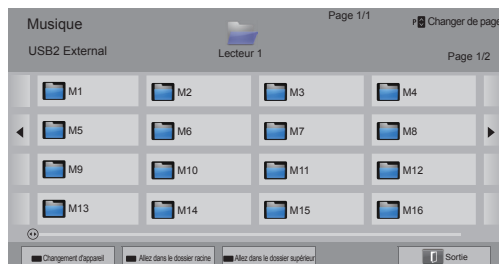 Musique
Page 1/1
P Changer de page
USB2 External
Lecteur 1
Page 1/2
M1
M2
M3
M4
M5
M6
M7
M8
M9
M10
M11
M12
M13
M14
M15
M16
Changement d'appareil
Allez dans le dossier racine
Allez dans le dossier supérieur
Sortie